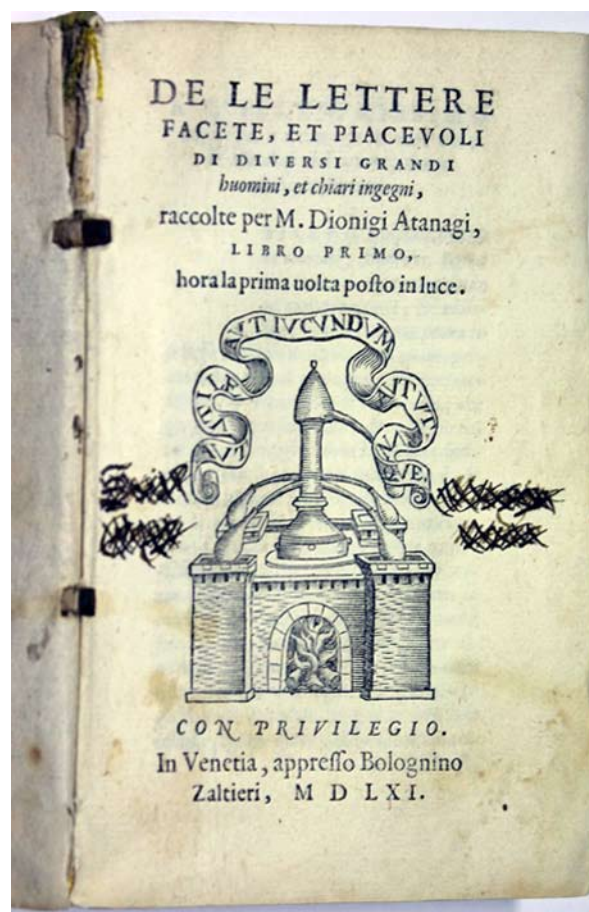 DE LE LETTERE
FACETE, ET PIACEVOLI
DI DIVERSI GRANDI
huomini, et chiari ingegni,
raccolte per M. Dionigi Atanagi,
LIBRO PRIMO,
hora la prima uolta poſto in luce.
AVT VTILE AVT IVCVNDVM AVT VTRVNQVE
CON PRIVILEGIO.
In Venetia, appreſſo Bolognino
Zaltieri, M D LXI.